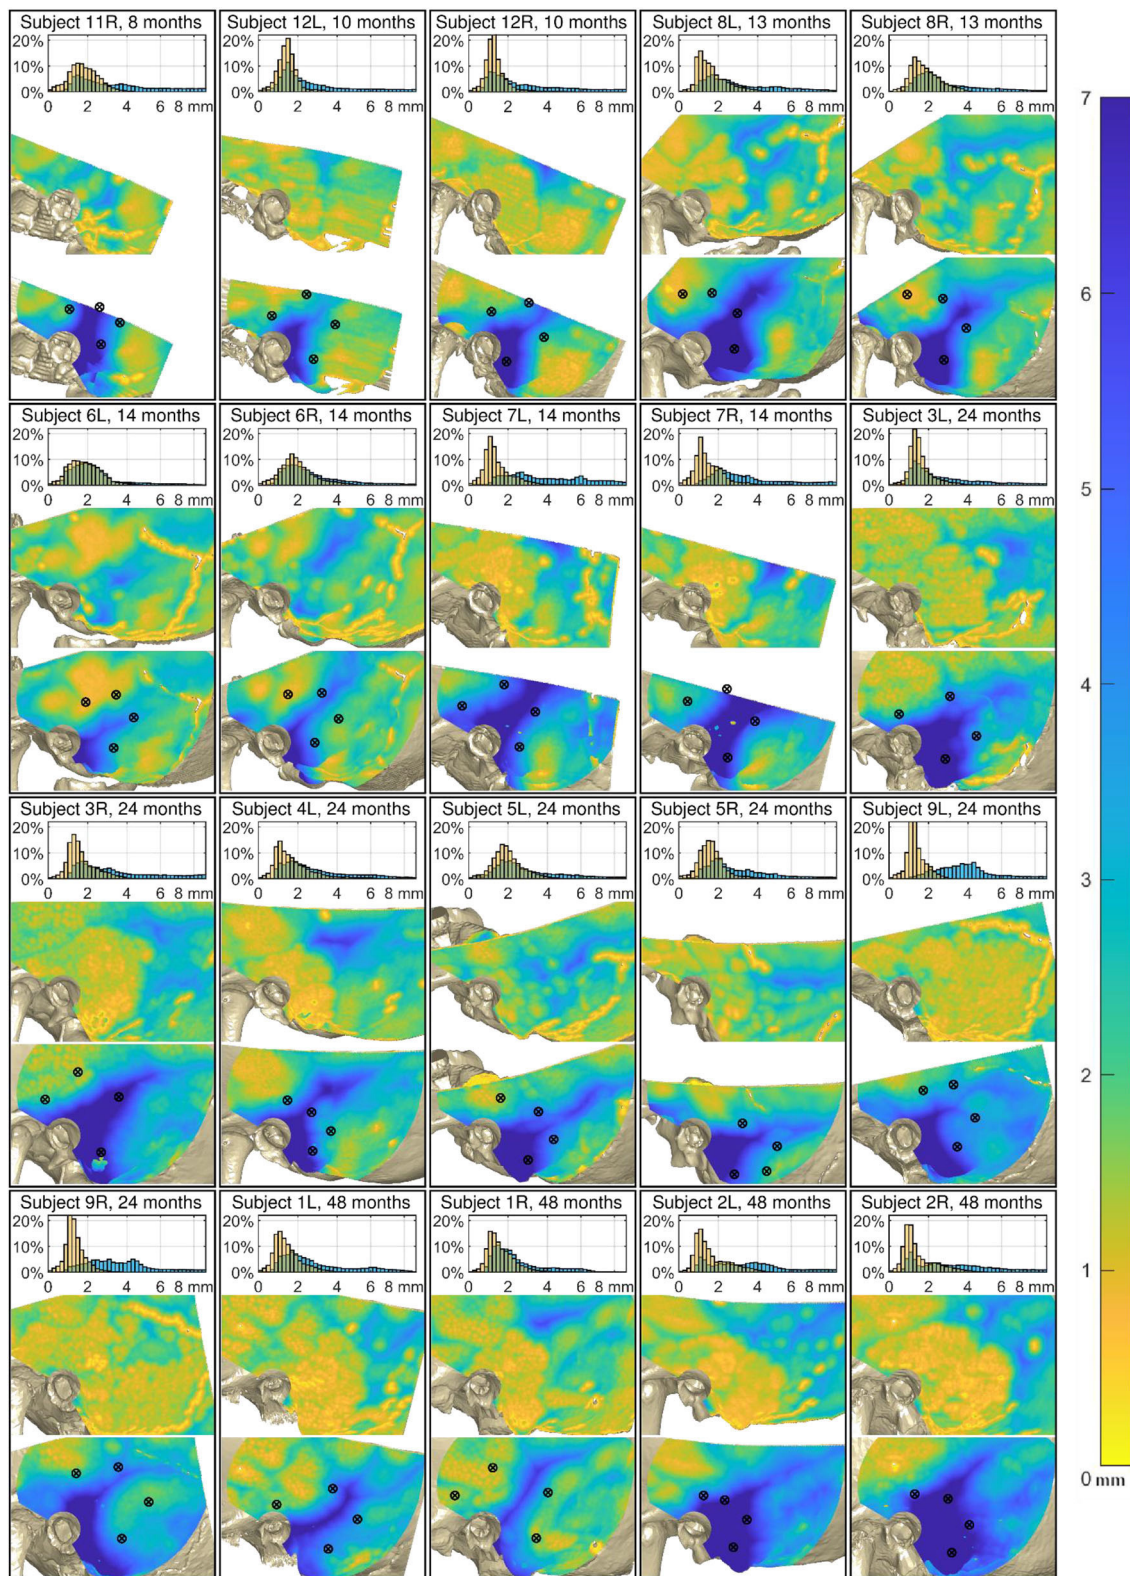 Subject 11R, 8 months
Subject 12L, 10 months
Subject 12R, 10 months
Subject 8L, 13 months
Subject 8R, 13 months
20%
20%
20%
20%
20%
10%
10%
10%
10%
10%
0%
0%
0%
0%
0%
0 2 4 6 8 mm
0 2 4 6 8 mm
0 2 4 6 8 mm
0 2 4 6 8 mm
0 2 4 6 8 mm
Subject 6L, 14 months
Subject 6R, 14 months
Subject 7L, 14 months
Subject 7R, 14 months
Subject 3L, 24 months
20%
20%
20%
20%
20%
10%
10%
10%
10%
10%
0%
0%
0%
0%
0%
0 2 4 6 8 mm
0 2 4 6 8 mm
0 2 4 6 8 mm
0 2 4 6 8 mm
0 2 4 6 8 mm
Subject 3R, 24 months
Subject 4L, 24 months
Subject 5L, 24 months
Subject 5R, 24 months
Subject 9L, 24 months
20%
20%
20%
20%
20%
10%
10%
10%
10%
10%
0%
0%
0%
0%
0%
0 2 4 6 8 mm
0 2 4 6 8 mm
0 2 4 6 8 mm
0 2 4 6 8 mm
0 2 4 6 8 mm
Subject 9R, 24 months
Subject 1L, 48 months
Subject 1R, 48 months
Subject 2L, 48 months
Subject 2R, 48 months
20%
20%
20%
20%
20%
10%
10%
10%
10%
10%
0%
0%
0%
0%
0%
0 2 4 6 8 mm
0 2 4 6 8 mm
0 2 4 6 8 mm
0 2 4 6 8 mm
0 2 4 6 8 mm
7
6
5
4
3
2
1
0 mm